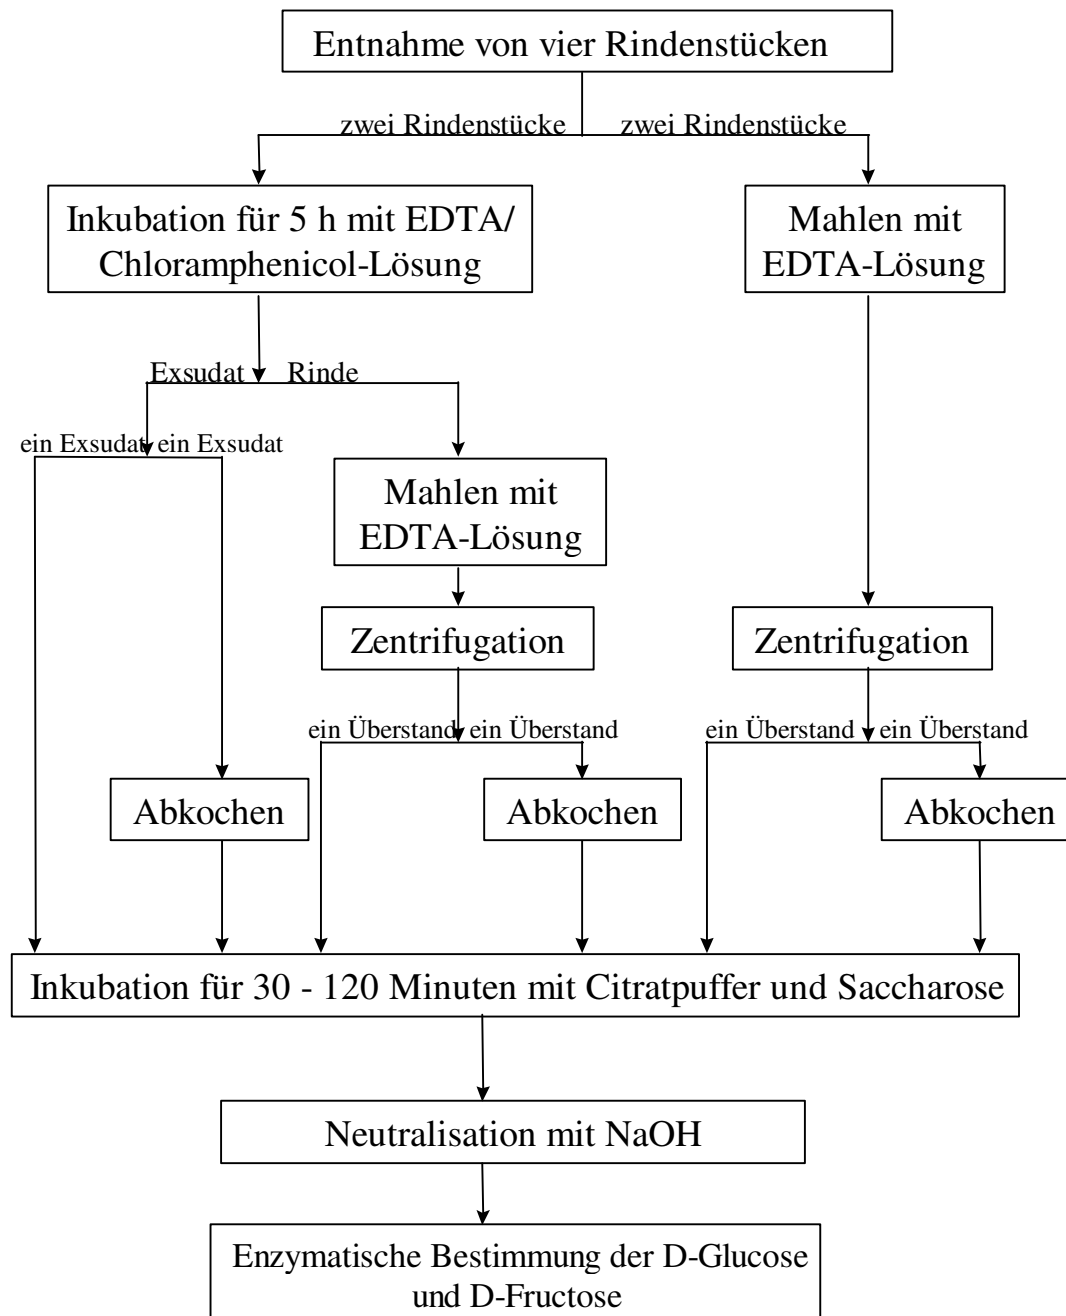 Entnahme von vier Rindenstücken
zwei Rindenstücke
zwei Rindenstücke
Inkubation für 5 h mit EDTA/
Chloramphenicol-Lösung
Mahlen mit
EDTA-Lösung
Exsudat
Rinde
ein Exsudat
ein Exsudat
Mahlen mit
EDTA-Lösung
Zentrifugation
Zentrifugation
ein Überstand
ein Überstand
ein Überstand
ein Überstand
Abkochen
Abkochen
Abkochen
Inkubation für 30 - 120 Minuten mit Citratpuffer und Saccharose
Neutralisation mit NaOH
Enzymatische Bestimmung der D-Glucose
und D-Fructose